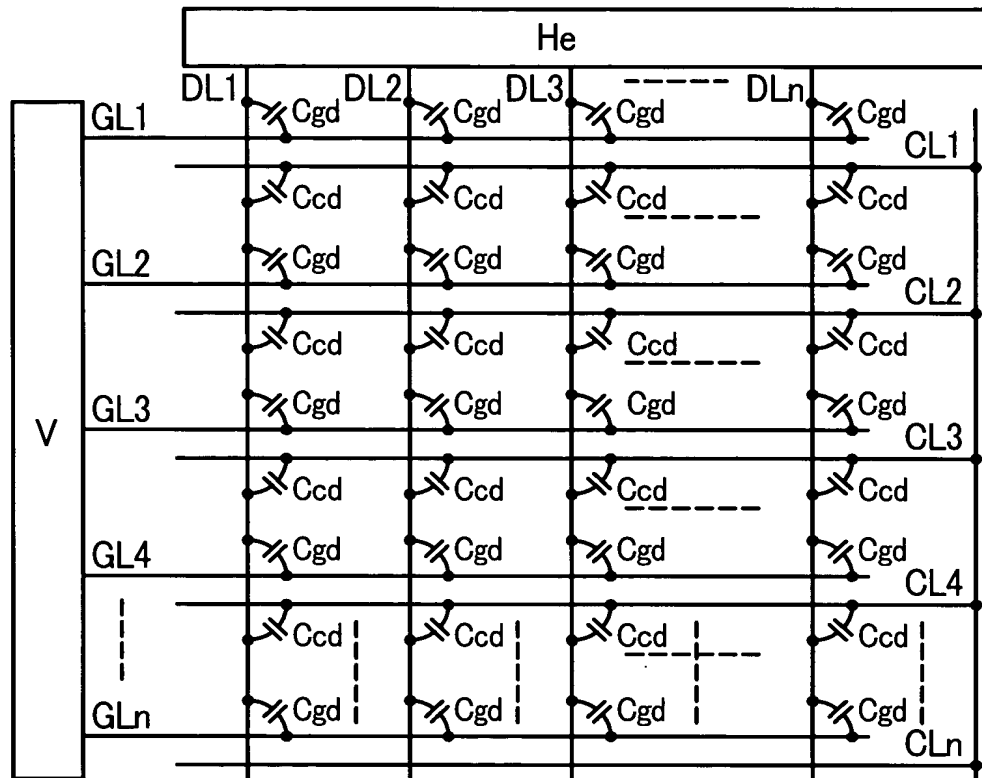 He
DL1 DL2 DL3 DLn
GL1 Cgd Cgd Cgd Cgd
CL1
Ccd Ccd Ccd Ccd
GL2 Cgd Cgd Cgd Cgd
CL2
Ccd Ccd Ccd Ccd
GL3 Cgd Cgd Cgd Cgd
V
CL3
Ccd Ccd Ccd Ccd
GL4 Cgd Cgd Cgd Cgd
CL4
Ccd Ccd Ccd Ccd
GLn Cgd Cgd Cgd Cgd
CLn